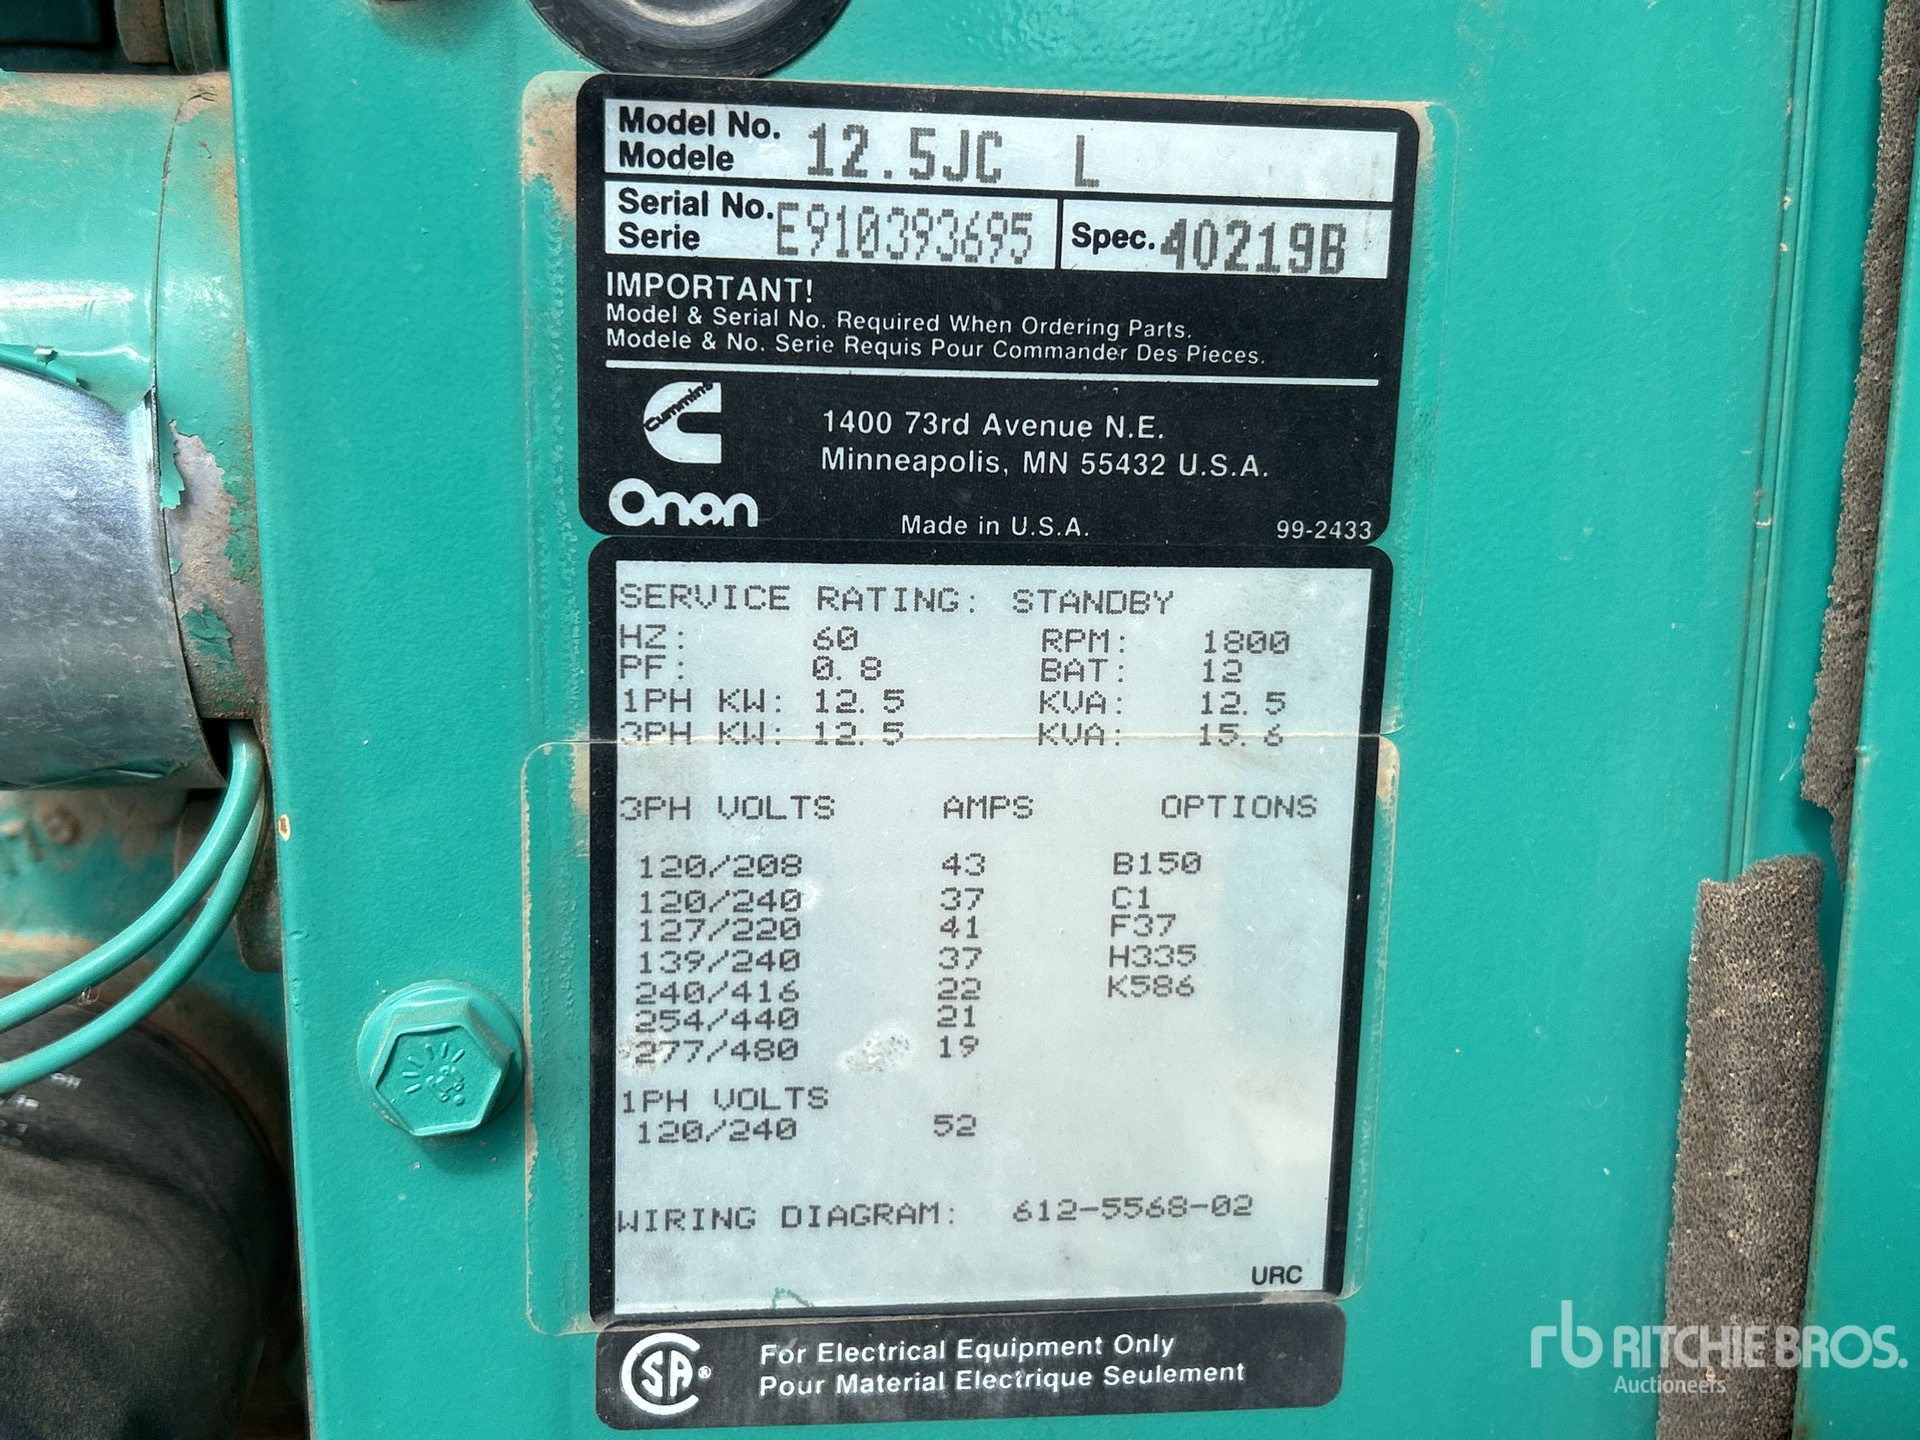 Model No. 12.5JC L
Modele
Serial No. E910393695 Spec. 40219B
Serie
IMPORTANT!
Model & Serial No. Required When Ordering Parts.
Modele & No. Serie Requis Pour Commander Des Pieces.
Cummins
Onan
1400 73rd Avenue N.E.
Minneapolis, MN 55432 U.S.A.
Made in U.S.A. 99-2433
SERVICE RATING: STANDBY
HZ: 60 RPM: 1800
PF: 0.8 BAT: 12
1PH KW: 12.5 KVA: 12.5
3PH KW: 12.5 KVA: 15.6
3PH VOLTS AMPS OPTIONS
120/208 43 B150
120/240 37 C1
127/220 41 F37
139/240 37 H335
240/416 22 K586
254/440 21
277/480 19
1PH VOLTS
120/240 52
WIRING DIAGRAM: 612-5568-02
URC
SA ®
For Electrical Equipment Only
Pour Material Electrique Seulement
rb RITCHIE BROS.
Auctioneers